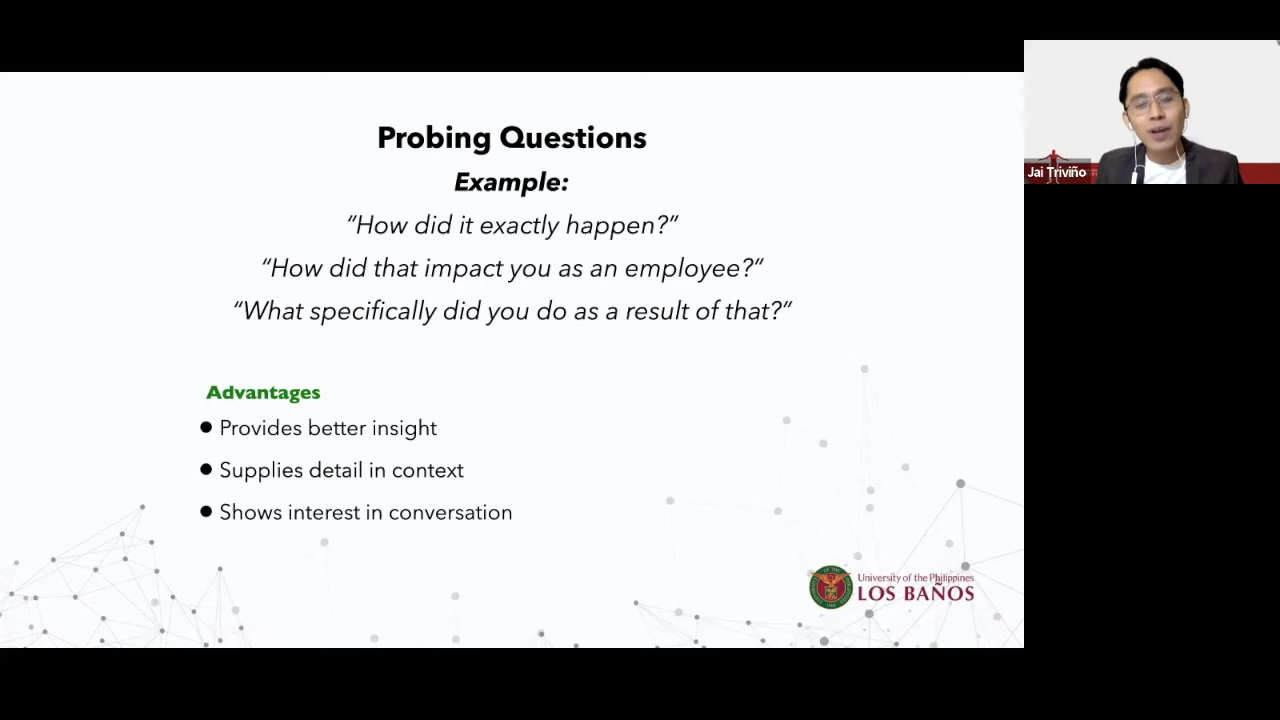 Probing Questions
Example:
“How did it exactly happen?”
“How did that impact you as an employee?”
“What specifically did you do as a result of that?”
Advantages
● Provides better insight
● Supplies detail in context
● Shows interest in conversation
University of the Philippines
LOS BAÑOS
Jai Triviño